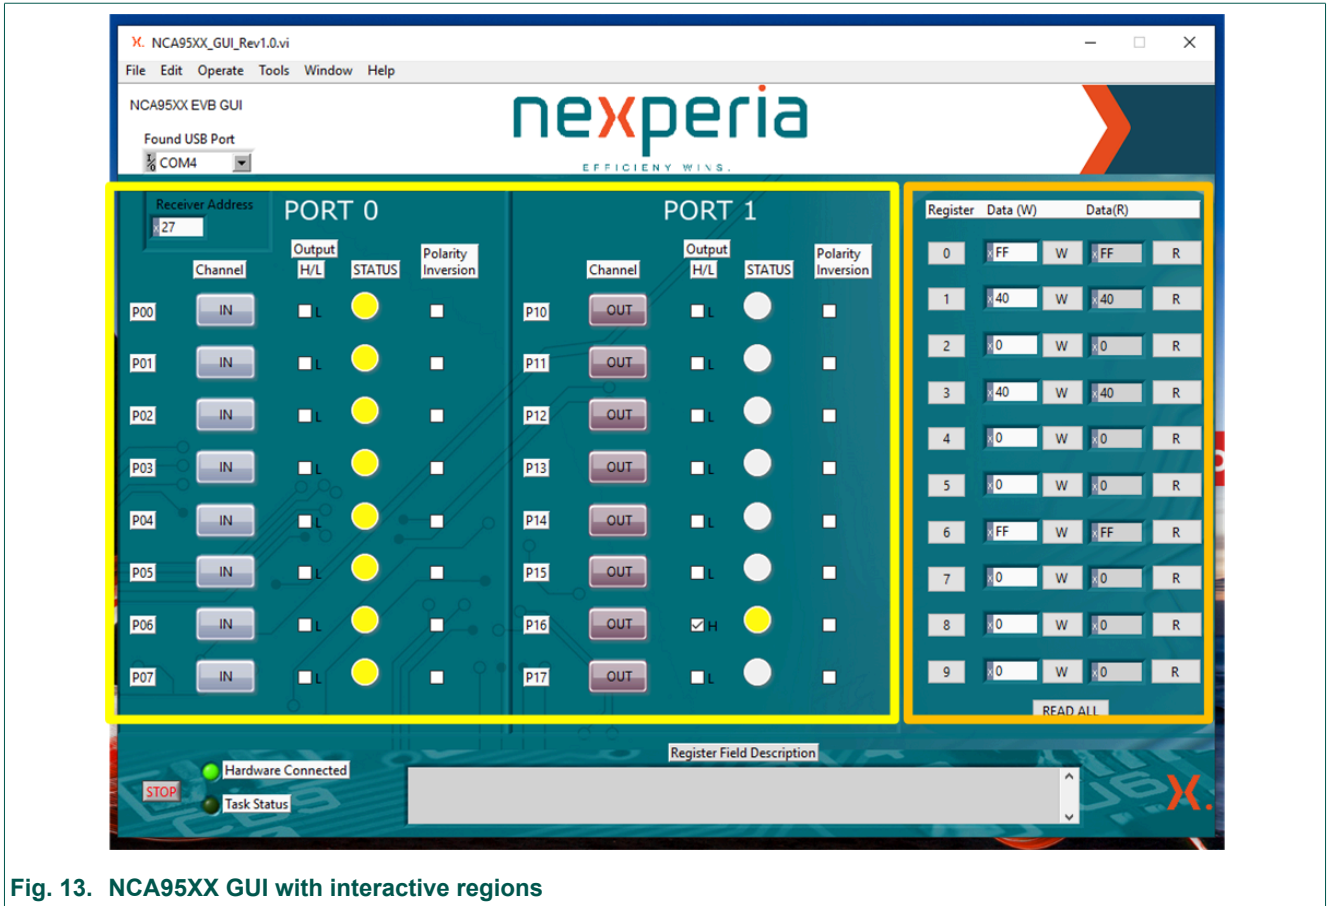 NCA95XX_GUI_Rev1.0.vi
File Edit Operate Tools Window Help
NCA95XX EVB GUI
nexperia
EFFICIENY WINS.
Found USB Port
I/O COM4
Receiver Address
x 27
PORT 0
Channel
Output
H/L
STATUS
Polarity
Inversion
P00 IN L
P01 IN L
P02 IN L
P03 IN L
P04 IN L
P05 IN L
P06 IN L
P07 IN L
PORT 1
Channel
Output
H/L
STATUS
Polarity
Inversion
P10 OUT L
P11 OUT L
P12 OUT L
P13 OUT L
P14 OUT L
P15 OUT L
P16 OUT H
P17 OUT L
Register Data (W) Data(R)
0 x FF W x FF R
1 x 40 W x 40 R
2 x 0 W x 0 R
3 x 40 W x 40 R
4 x 0 W x 0 R
5 x 0 W x 0 R
6 x FF W x FF R
7 x 0 W x 0 R
8 x 0 W x 0 R
9 x 0 W x 0 R
READ ALL
Register Field Description
Hardware Connected
STOP
Task Status
Fig. 13. NCA95XX GUI with interactive regions